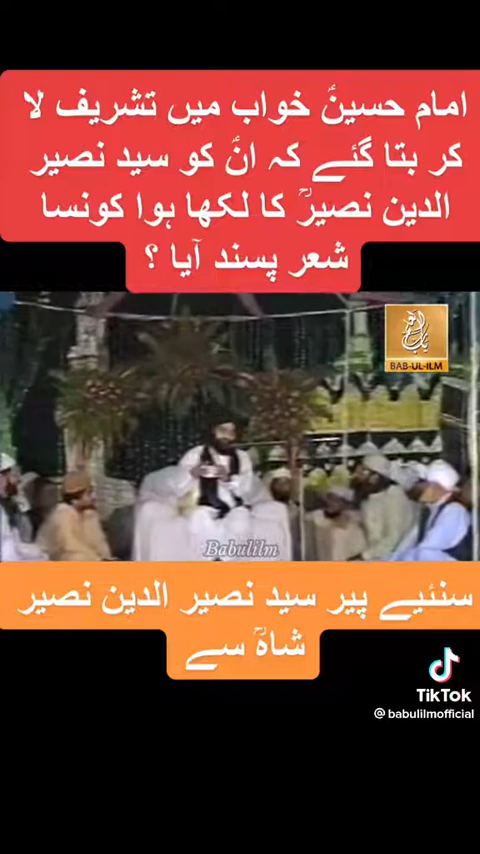 امام حسینؑ خواب میں تشریف لا
کر بتا گئے کہ انؑ کو سید نصیر
الدین نصیرؒ کا لکھا ہوا کونسا
شعر پسند آیا ؟
BAB-UL-ILM
Babulilm
سنئیے پیر سید نصیر الدین نصیر
شاہؒ سے
TikTok
@babulilmofficial